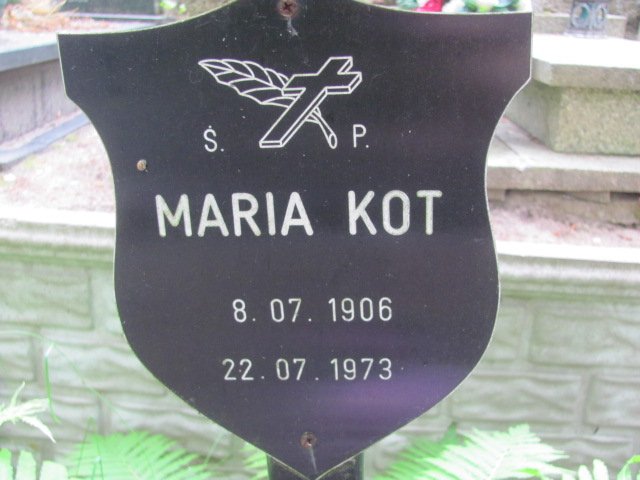 Ś. P.
MARIA KOT
8. 07. 1906
22. 07. 1973